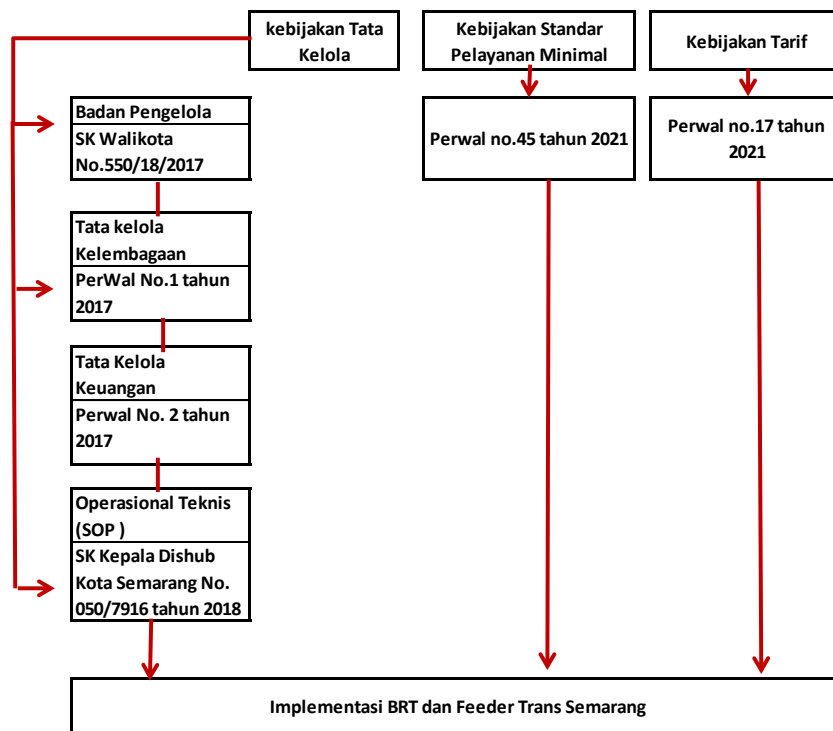 kebijakan Tata
Kelola
Kebijakan Standar
Pelayanan Minimal
Kebijakan Tarif
Badan Pengelola
SK Walikota
No.550/18/2017
Perwal no.45 tahun 2021
Perwal no.17 tahun
2021
Tata kelola
Kelembagaan
PerWal No.1 tahun
2017
Tata Kelola
Keuangan
Perwal No. 2 tahun
2017
Operasional Teknis
(SOP )
SK Kepala Dishub
Kota Semarang No.
050/7916 tahun 2018
Implementasi BRT dan Feeder Trans Semarang